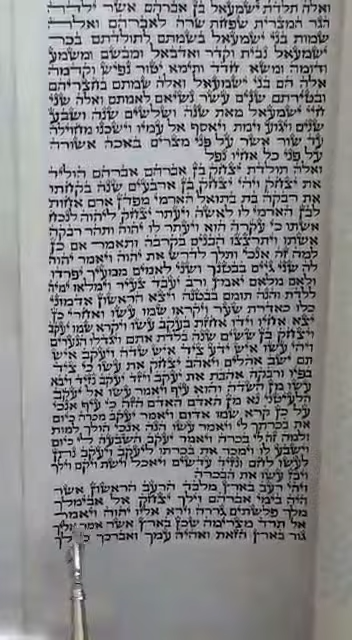 ואלה תלדת ישמעאל בן אברהם אשר ילדה
הגר המצרית שפחת שרה לאברהם ואלה
שמות בני ישמעאל בשמתם לתולדתם בכר
ישמעאל נבית וקדר ואדבאל ומבשם ומשמע
ודומה ומשא חדד ותימא יטור נפיש וקדמה
אלה הם בני ישמעאל ואלה שמתם בחצריהם
ובטירתם שנים עשר נשיאם לאמתם ואלה שני
חיי ישמעאל מאת שנה ושלשים שנה ושבע
שנים ויגוע וימת ויאסף אל עמיו וישכנו מחוילה
עד שור אשר על פני מצרים באכה אשורה
על פני כל אחיו נפל
ואלה תולדת יצחק בן אברהם אברהם הוליד
את יצחק ויהי יצחק בן ארבעים שנה בקחתו
את רבקה בת בתואל הארמי מפדן ארם אחות
לבן הארמי לו לאשה ויעתר יצחק ליהוה לנכח
אשתו כי עקרה הוא ויעתר לו יהוה ותהר רבקה
אשתו ויתרצצו הבנים בקרבה ותאמר אם כן
למה זה אנכי ותלך לדרש את יהוה ויאמר יהוה
לה שני גיים בבטנך ושני לאמים ממעיך יפרדו
ולאם מלאם יאמץ ורב יעבד צעיר וימלאו ימיה
ללדת והנה תומם בבטנה ויצא הראשון אדמוני
כלו כאדרת שער ויקראו שמו עשו ואחרי כן
יצא אחיו וידו אחזת בעקב עשו ויקרא שמו יעקב
ויצחק בן ששים שנה בלדת אתם ויגדלו הנערים
ויהי עשו איש ידע ציד איש שדה ויעקב איש
תם ישב אהלים ויאהב יצחק את עשו כי ציד
בפיו ורבקה אהבת את יעקב ויזד יעקב נזיד ויבא
עשו מן השדה והוא עיף ויאמר עשו אל יעקב
הלעיטני נא מן האדם האדם הזה כי עיף אנכי
על כן קרא שמו אדום ויאמר יעקב מכרה כיום
את בכרתך לי ויאמר עשו הנה אנכי הולך למות
ולמה זה לי בכרה ויאמר יעקב השבעה לי כיום
וישבע לו וימכר את בכרתו ליעקב ויעקב נתן
לעשו לחם ונזיד עדשים ויאכל וישת ויקם וילך
ויבז עשו את הבכרה
ויהי רעב בארץ מלבד הרעב הראשון אשר
היה בימי אברהם וילך יצחק אל אבימלך
מלך פלשתים גררה וירא אליו יהוה ויאמר
אל תרד מצרימה שכן בארץ אשר אמר אליך
גור בארץ הזאת ואהיה עמך ואברכך כי לך